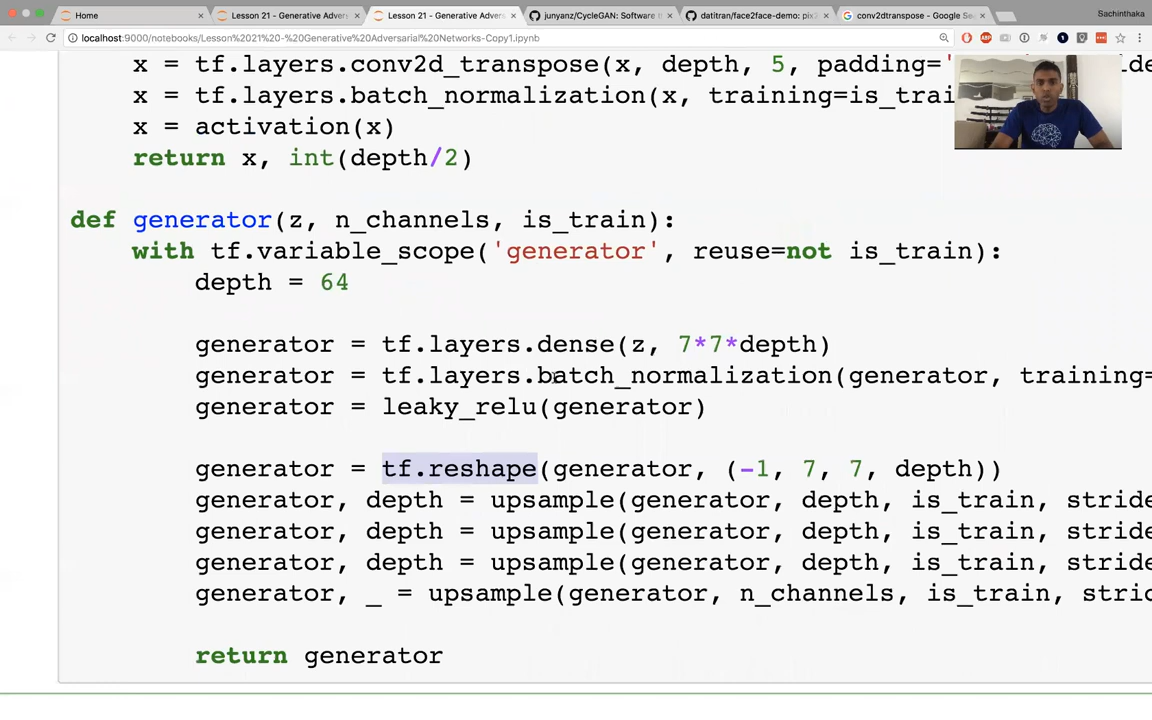 Home
Lesson 21 - Generative Advers
Lesson 21 - Generative Advers
junyanz/CycleGAN: Software t
datitran/face2face-demo: pix2
conv2dtranspose - Google Sea
Sachinthaka
localhost:9000/notebooks/Lesson%2021%20-%20Generative%20Adversarial%20Networks-Copy1.ipynb
x = tf.layers.conv2d_transpose(x, depth, 5, padding='
x = tf.layers.batch_normalization(x, training=is_trai
x = activation(x)
return x, int(depth/2)
def generator(z, n_channels, is_train):
with tf.variable_scope('generator', reuse=not is_train):
depth = 64
generator = tf.layers.dense(z, 7*7*depth)
generator = tf.layers.batch_normalization(generator, training=
generator = leaky_relu(generator)
generator = tf.reshape(generator, (-1, 7, 7, depth))
generator, depth = upsample(generator, depth, is_train, stride
generator, depth = upsample(generator, depth, is_train, stride
generator, depth = upsample(generator, depth, is_train, stride
generator, _ = upsample(generator, n_channels, is_train, stric
return generator